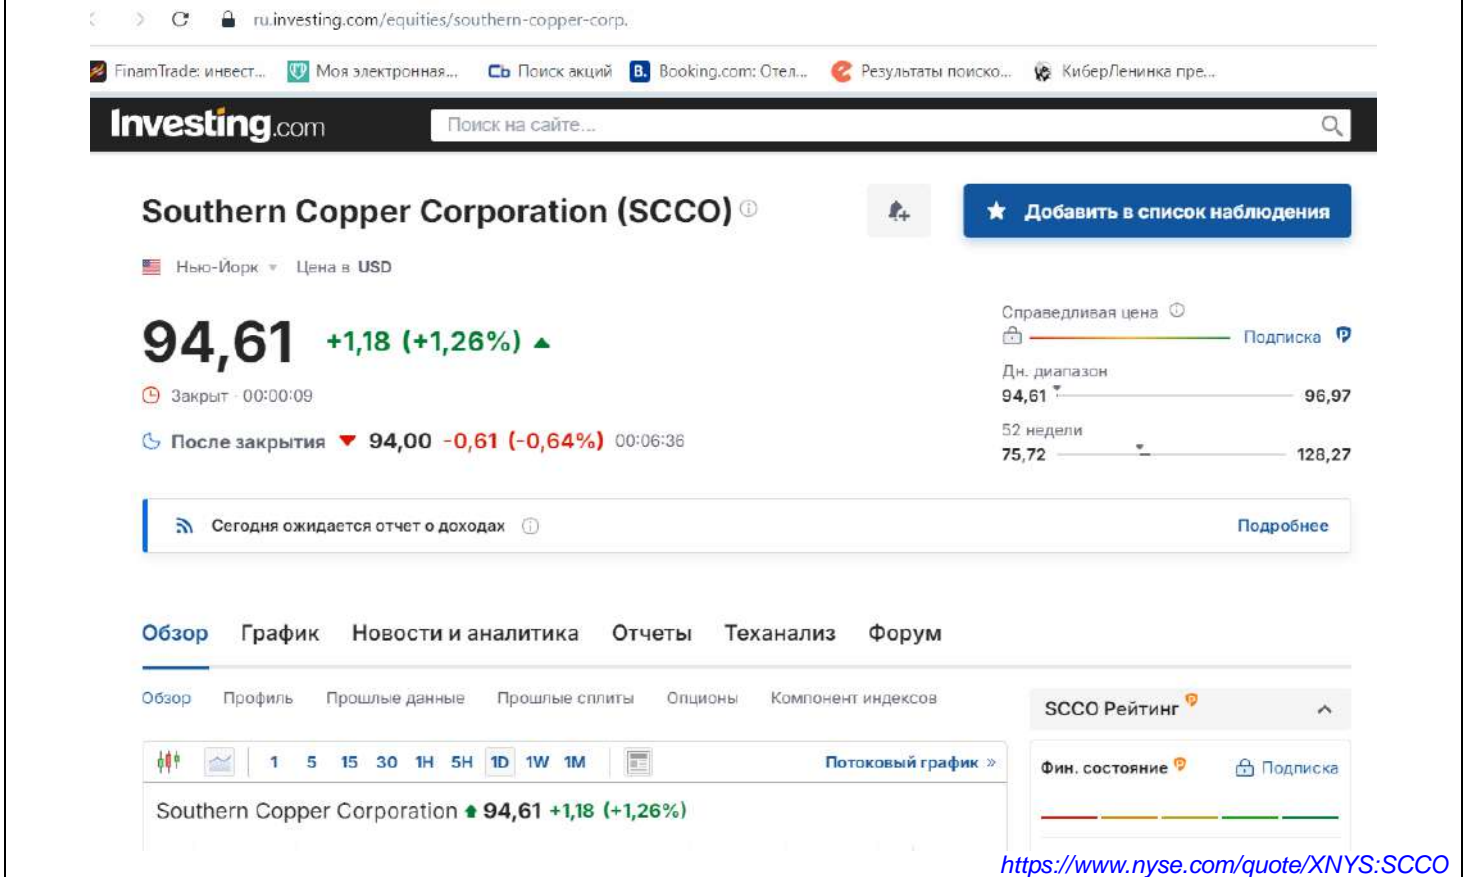 ru.investing.com/equities/southern-copper-corp.
FinamTrade: инвест... Моя электронная... Сь Поиск акций B. Booking.com: Отел... Результаты поиско... КиберЛенинка пре...
Investing.com Поиск на сайте...
Southern Copper Corporation (SCCO)
Добавить в список наблюдения
Нью-Йорк Цена в USD
94,61 +1,18 (+1,26%)
Справедливая цена
Подписка
Закрыт · 00:00:09
Дн. диапазон
94,61 96,97
После закрытия 94,00 -0,61 (-0,64%) 00:06:36
52 недели
75,72 128,27
Сегодня ожидается отчет о доходах Подробнее
Обзор График Новости и аналитика Отчеты Теханализ Форум
Обзор Профиль Прошлые данные Прошлые сплиты Опционы Компонент индексов
SCCO Рейтинг
1 5 15 30 1H 5H 1D 1W 1M Потоковый график »
Фин. состояние Подписка
Southern Copper Corporation 94,61 +1,18 (+1,26%)
https://www.nyse.com/quote/XNYS:SCCO